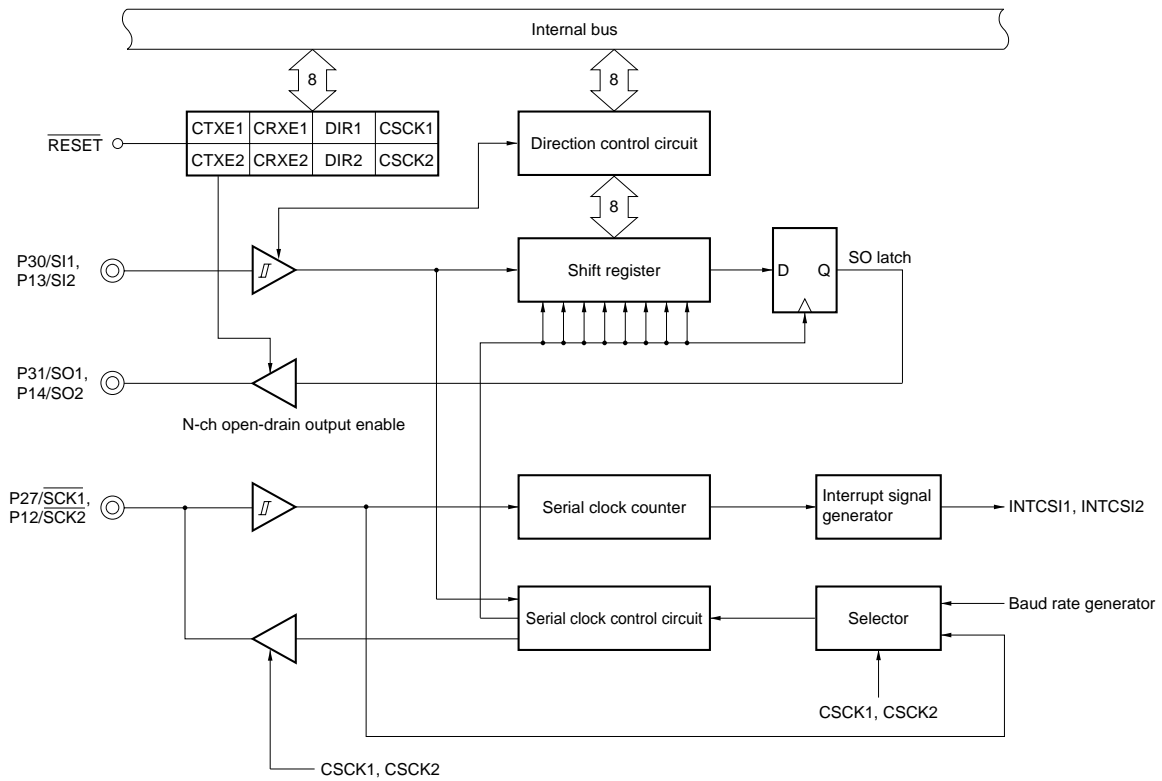 Internal bus
8
8
RESET
CTXE1 CRXE1 DIR1 CSCK1
CTXE2 CRXE2 DIR2 CSCK2
Direction control circuit
8
P30/SI1,
P13/SI2
Shift register
D Q
SO latch
P31/SO1,
P14/SO2
N-ch open-drain output enable
P27/SCK1,
P12/SCK2
Serial clock counter
Interrupt signal
generator
INTCSI1, INTCSI2
Serial clock control circuit
Selector
Baud rate generator
CSCK1, CSCK2
CSCK1, CSCK2